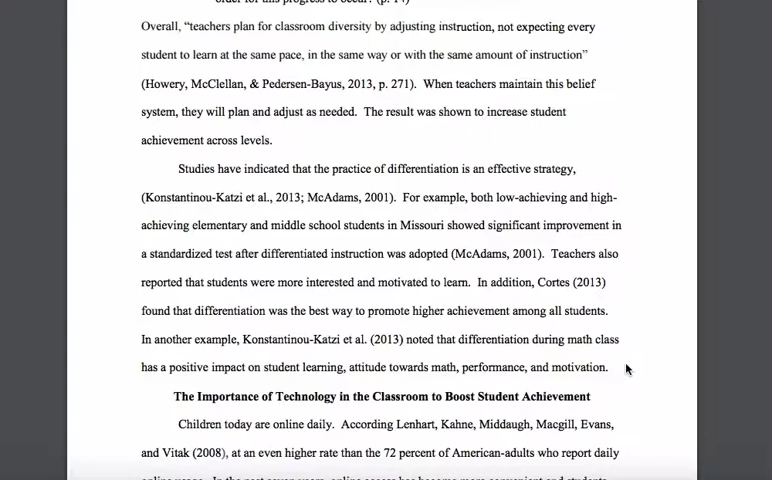 order for this progress to occur? (p. 14)
Overall, “teachers plan for classroom diversity by adjusting instruction, not expecting every
student to learn at the same pace, in the same way or with the same amount of instruction”
(Howery, McClellan, & Pedersen-Bayus, 2013, p. 271).  When teachers maintain this belief
system, they will plan and adjust as needed.  The result was shown to increase student
achievement across levels.
Studies have indicated that the practice of differentiation is an effective strategy,
(Konstantinou-Katzi et al., 2013; McAdams, 2001).  For example, both low-achieving and high-
achieving elementary and middle school students in Missouri showed significant improvement in
a standardized test after differentiated instruction was adopted (McAdams, 2001).  Teachers also
reported that students were more interested and motivated to learn.  In addition, Cortes (2013)
found that differentiation was the best way to promote higher achievement among all students.
In another example, Konstantinou-Katzi et al. (2013) noted that differentiation during math class
has a positive impact on student learning, attitude towards math, performance, and motivation.
The Importance of Technology in the Classroom to Boost Student Achievement
Children today are online daily.  According Lenhart, Kahne, Middaugh, Macgill, Evans,
and Vitak (2008), at an even higher rate than the 72 percent of American-adults who report daily